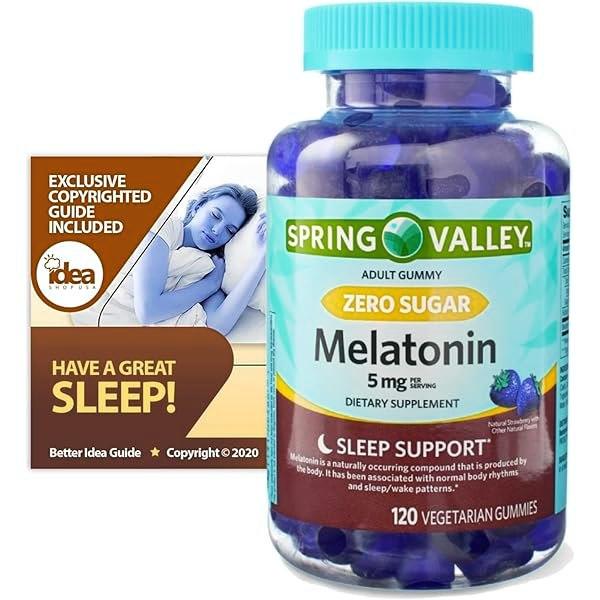 EXCLUSIVE
COPYRIGHTED
GUIDE
INCLUDED
idea
SHOP USA
HAVE A GREAT
SLEEP!
Better Idea Guide ★ Copyright © 2020
SPRING VALLEY™
ADULT GUMMY
ZERO SUGAR
Melatonin
5 mg PER SERVING
DIETARY SUPPLEMENT
Natural Strawberry with
Other Natural Flavors
SLEEP SUPPORT*
Melatonin is a naturally occurring compound that is produced by
the body. It has been associated with normal body rhythms
and sleep/wake patterns.*
120 VEGETARIAN GUMMIES